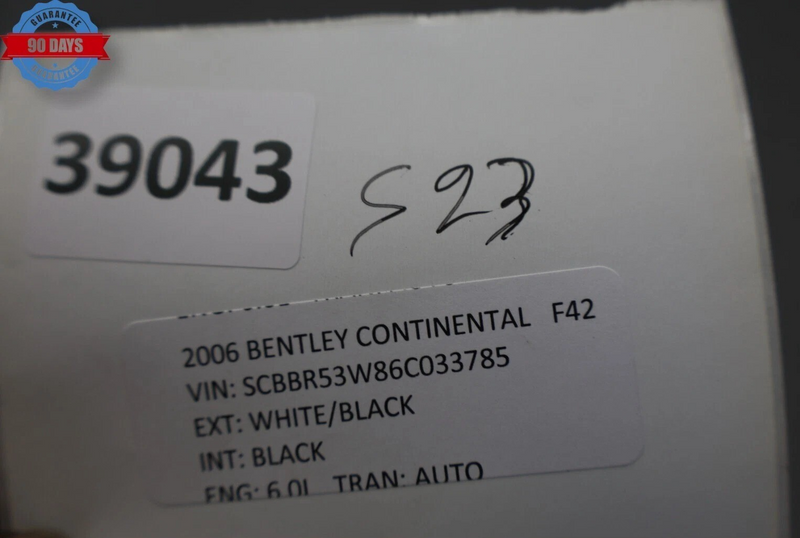 GUARANTEE
90 DAYS
GUARANTEE
39043
S23
2006 BENTLEY CONTINENTAL F42
VIN: SCBBR53W86C033785
EXT: WHITE/BLACK
INT: BLACK
ENG: 6.0L TRAN: AUTO